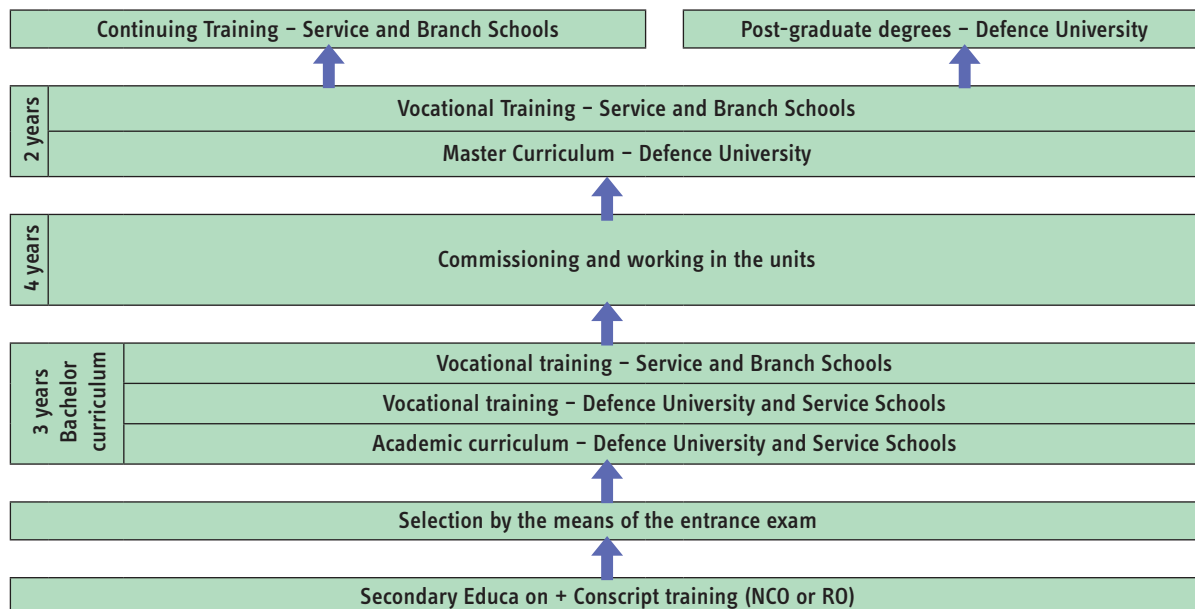 Continuing Training – Service and Branch Schools
Post-graduate degrees – Defence University
2 years
Vocational Training – Service and Branch Schools
Master Curriculum – Defence University
4 years
Commissioning and working in the units
3 years
Bachelor
curriculum
Vocational training – Service and Branch Schools
Vocational training – Defence University and Service Schools
Academic curriculum – Defence University and Service Schools
Selection by the means of the entrance exam
Secondary Educa on + Conscript training (NCO or RO)